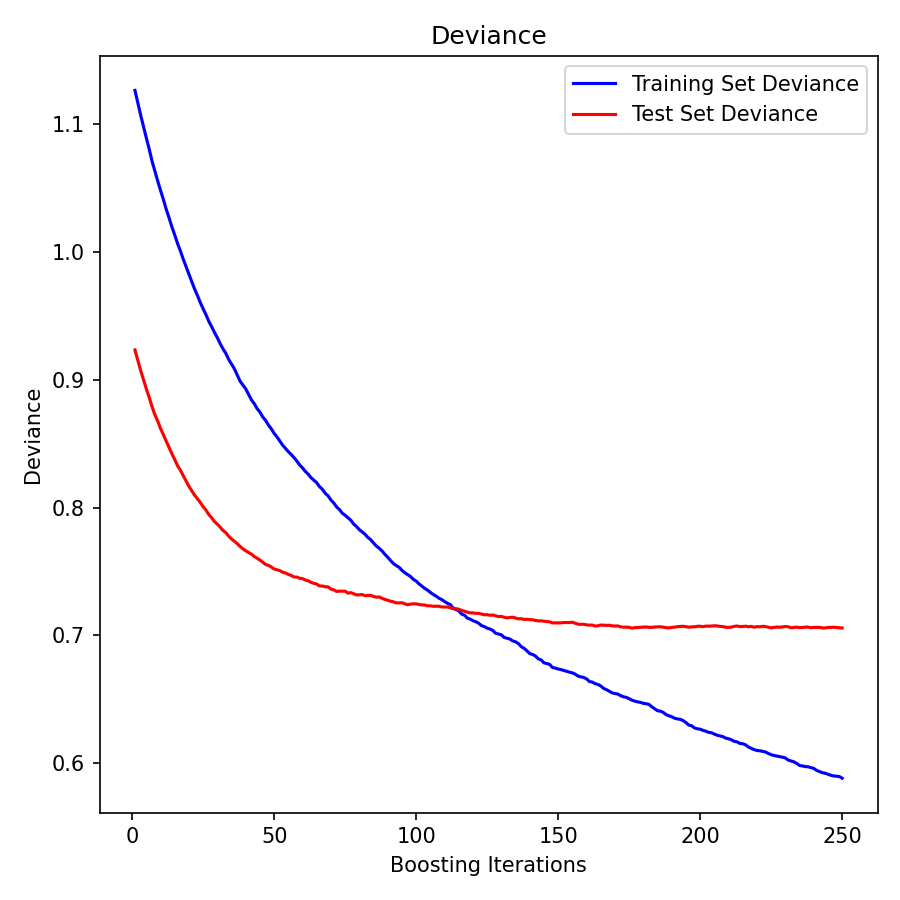 Deviance
Training Set Deviance
Test Set Deviance
1.1
1.0
0.9
0.8
0.7
0.6
Deviance
0 50 100 150 200 250
Boosting Iterations